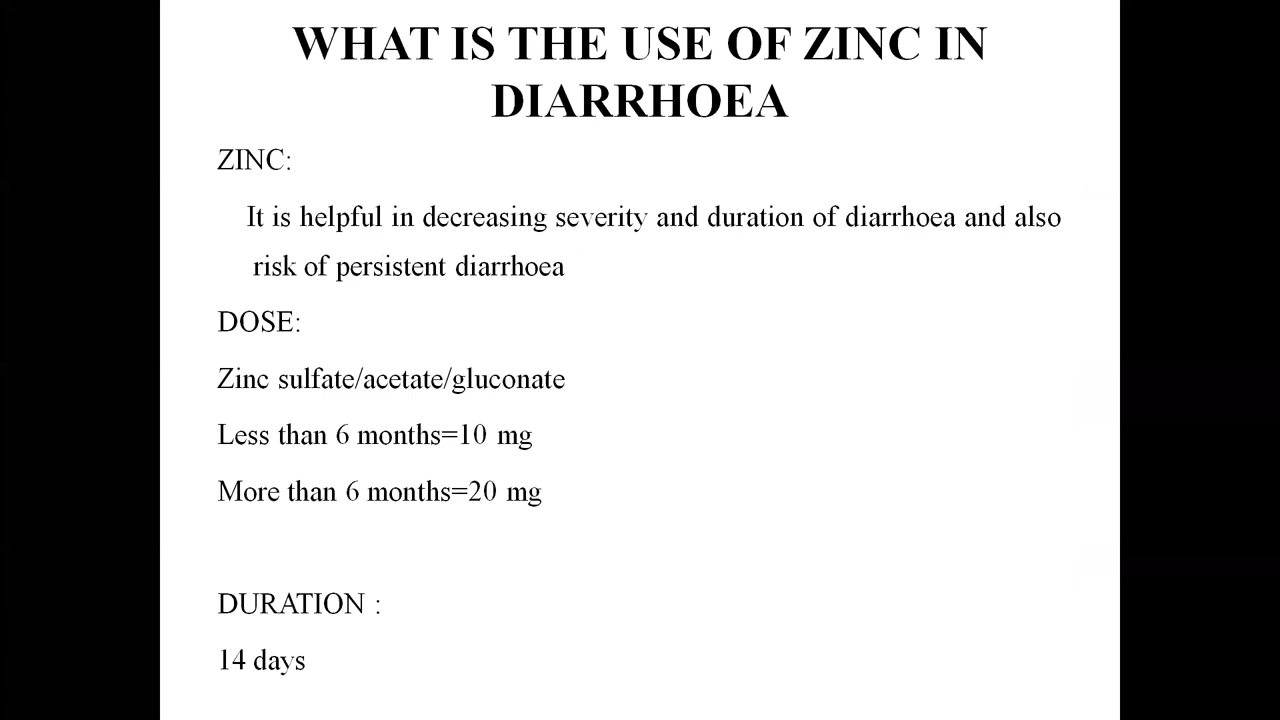 WHAT IS THE USE OF ZINC IN
DIARRHOEA
ZINC:
It is helpful in decreasing severity and duration of diarrhoea and also
risk of persistent diarrhoea
DOSE:
Zinc sulfate/acetate/gluconate
Less than 6 months=10 mg
More than 6 months=20 mg
DURATION :
14 days